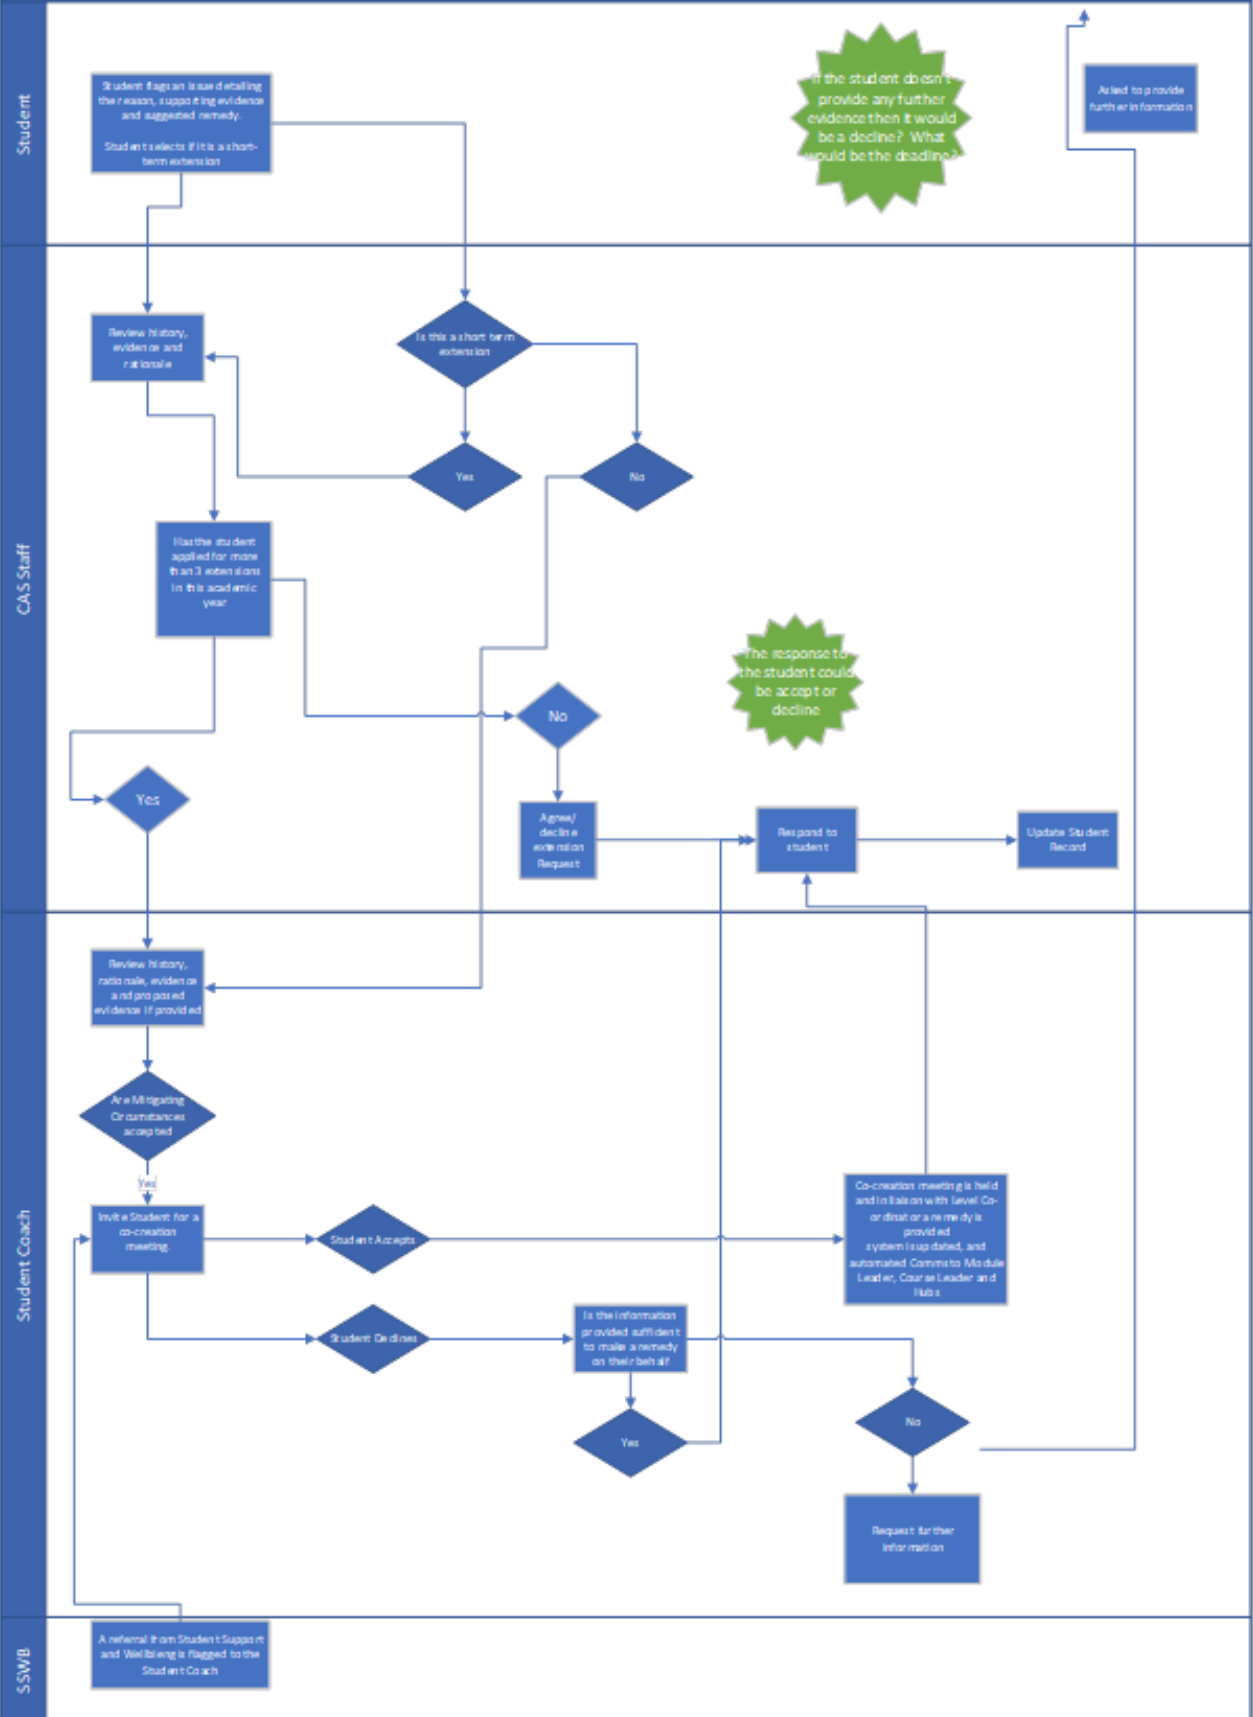 Student
Student flags an issue detailing
the reason, supporting evidence
and suggested remedy.
Student selects if it is a short-
term extension
If the student doesn't
provide any further
evidence then it would
be a decline? What
would be the deadline?
Asked to provide
further information
CAS Staff
Review history,
evidence and
rationale
Is this a short term
extension
Yes
No
Has the student
applied for more
than 3 extensions
in this academic
year
The response to
the student could
be accept or
decline
No
Yes
Agree/
decline
extension
Request
Respond to
student
Update Student
Record
Student Coach
Review history,
rationale, evidence
and proposed
evidence if provided
Are Mitigating
Circumstances
accepted
Yes
Invite Student for a
co-creation
meeting.
Student Accepts
Co-creation meeting is held
and in liaison with Level Co-
ordinator a remedy is
provided
system is updated, and
automated Comms to Module
Leader, Course Leader and
Hubs
Student Declines
Is the information
provided sufficient
to make a remedy
on their behalf
No
Yes
Request further
information
SSWB
A referral from Student Support
and Wellbieng is flagged to the
Student Coach